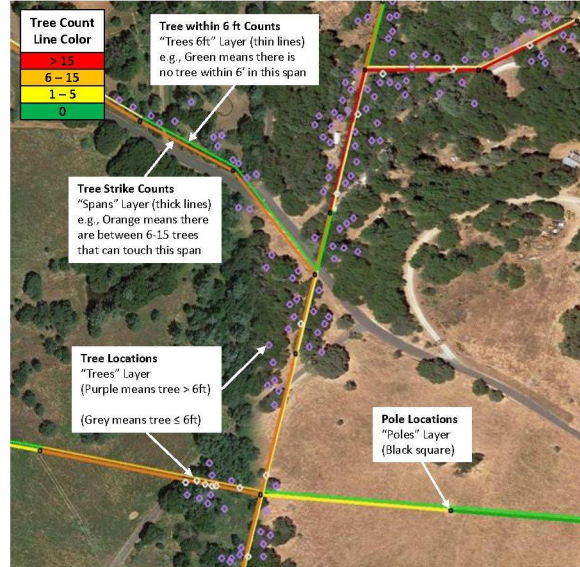 Tree Count
Line Color
> 15
6 – 15
1 – 5
0
Tree within 6 ft Counts
“Trees 6ft” Layer (thin lines)
e.g., Green means there is
no tree within 6’ in this span
Tree Strike Counts
“Spans” Layer (thick lines)
e.g., Orange means there
are between 6-15 trees
that can touch this span
Tree Locations
“Trees” Layer
(Purple means tree > 6ft)
(Grey means tree ≤ 6ft)
Pole Locations
“Poles” Layer
(Black square)